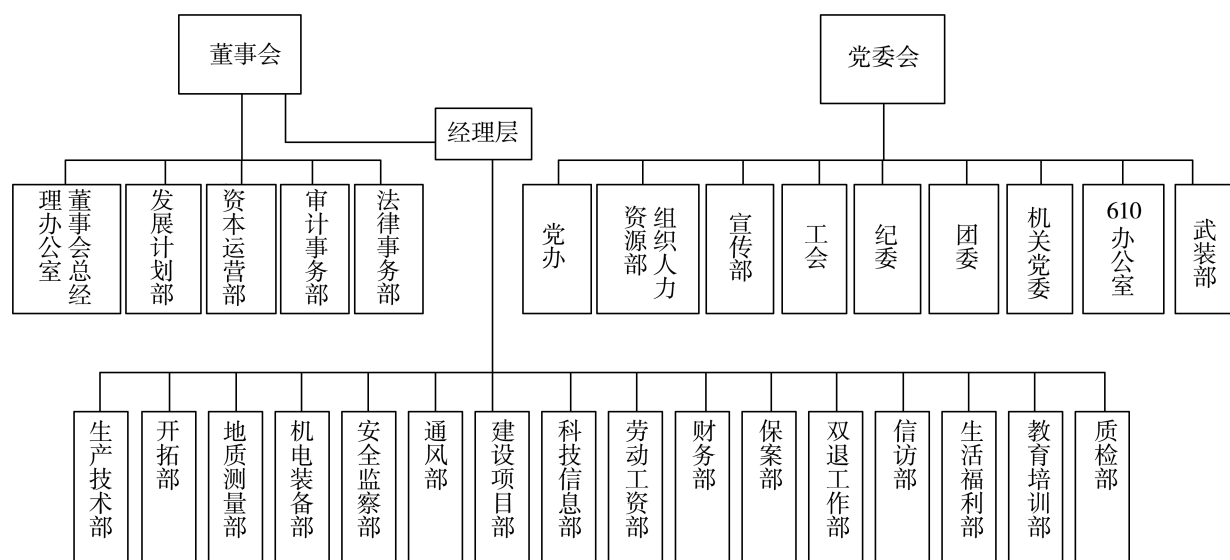 董事会
党委会
经理层
董事会总经
理办公室
发展计划部
资本运营部
审计事务部
法律事务部
党办
组织人力
资源部
宣传部
工会
纪委
团委
机关党委
610
办公室
武装部
生产技术部
开拓部
地质测量部
机电装备部
安全监察部
通风部
建设项目部
科技信息部
劳动工资部
财务部
保案部
双退工作部
信访部
生活福利部
教育培训部
质检部